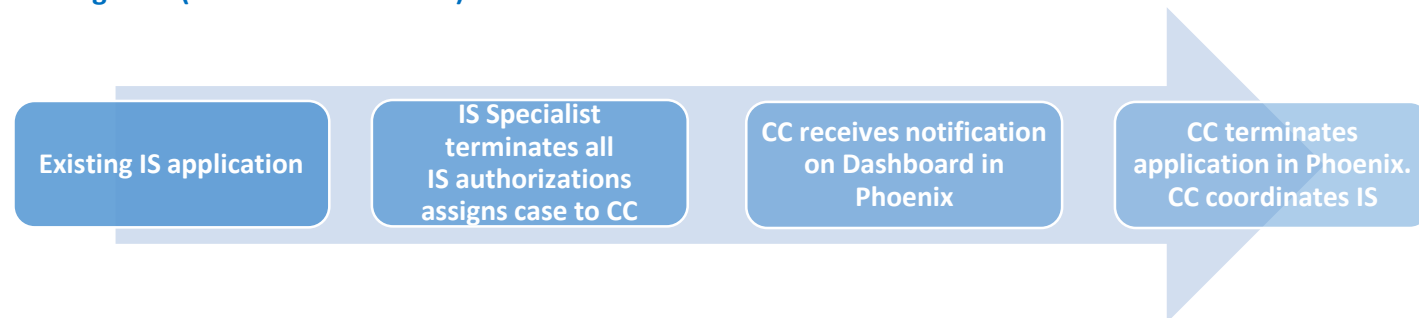 Existing IS application
IS Specialist
terminates all
IS authorizations
assigns case to CC
CC receives notification
on Dashboard in
Phoenix
CC terminates
application in Phoenix.
CC coordinates IS